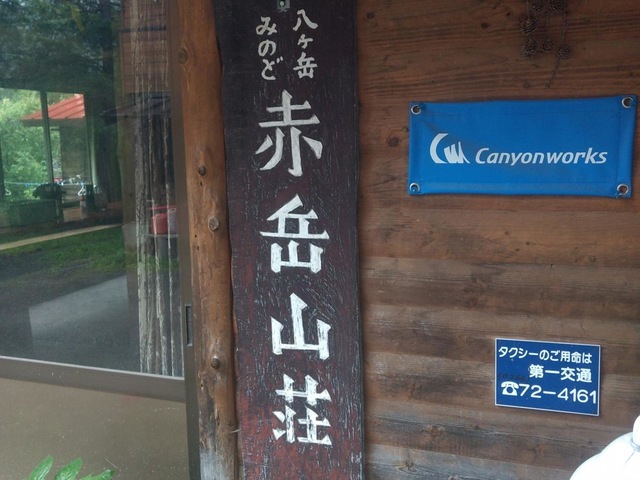 八ヶ岳
みのど
赤岳山荘
Canyonworks
タクシーのご用命は
第一交通
☎72-4161